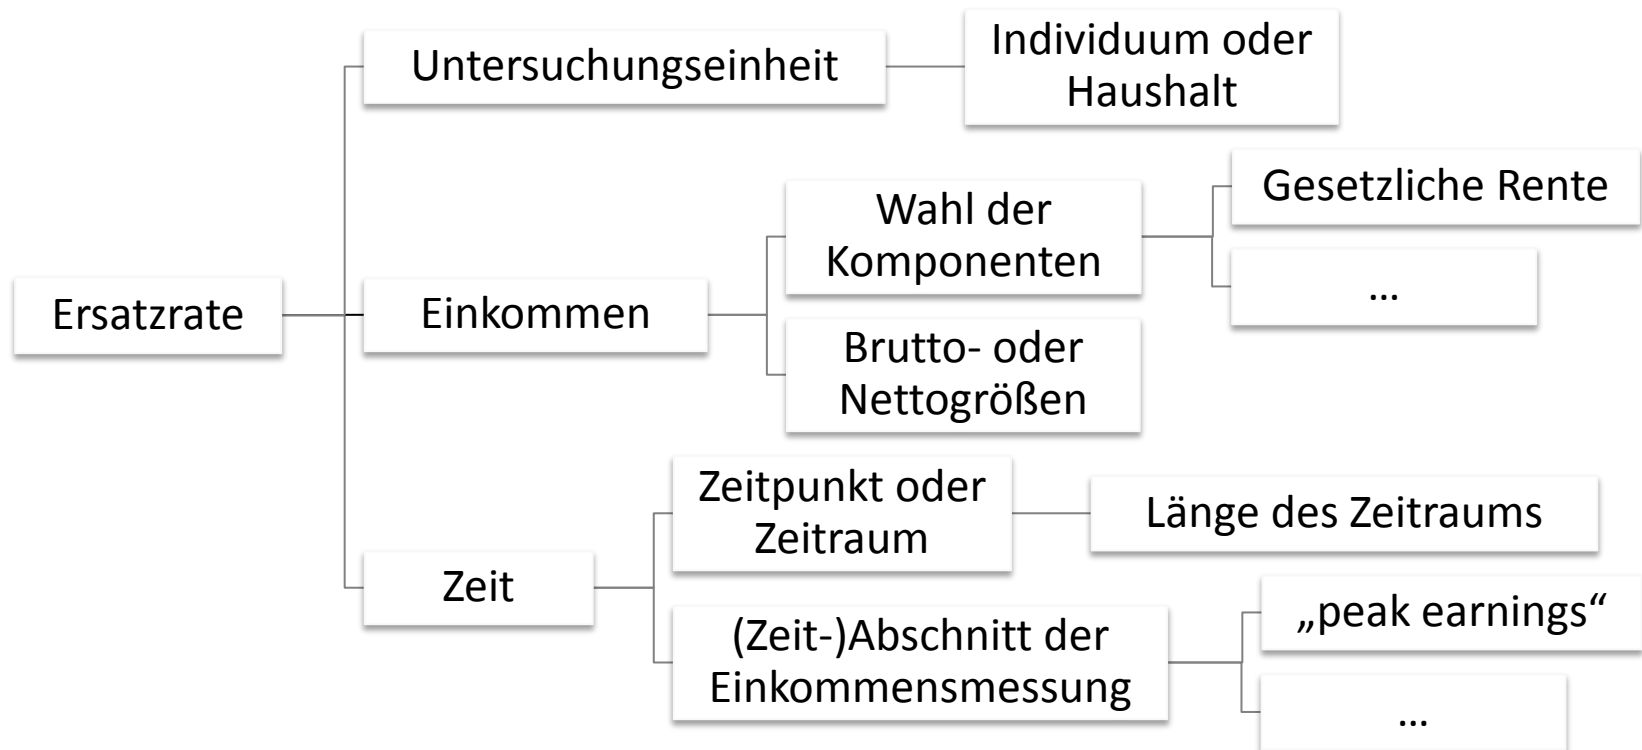 Untersuchungseinheit
Individuum oder
Haushalt
Ersatzrate
Einkommen
Wahl der
Komponenten
Gesetzliche Rente
...
Brutto- oder
Nettogrößen
Zeit
Zeitpunkt oder
Zeitraum
Länge des Zeitraums
(Zeit-)Abschnitt der
Einkommensmessung
„peak earnings“
...